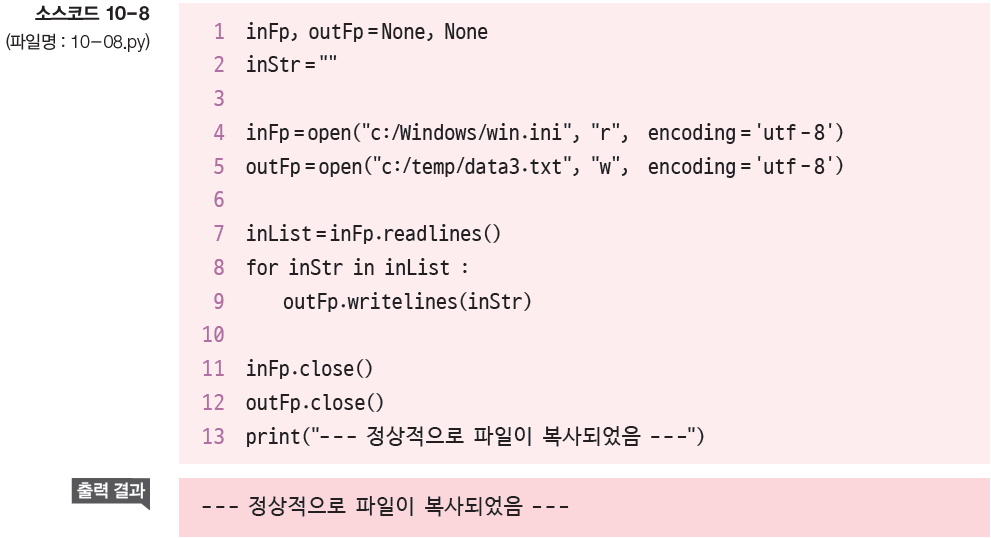 소스코드 10-8
(파일명 : 10-08.py)
1 inFp, outFp=None, None
2 inStr=""
3
4 inFp=open("c:/Windows/win.ini", "r", encoding='utf-8')
5 outFp=open("c:/temp/data3.txt", "w", encoding='utf-8')
6
7 inList=inFp.readlines()
8 for inStr in inList :
9 outFp.writelines(inStr)
10
11 inFp.close()
12 outFp.close()
13 print("--- 정상적으로 파일이 복사되었음 ---")
출력 결과
--- 정상적으로 파일이 복사되었음 ---